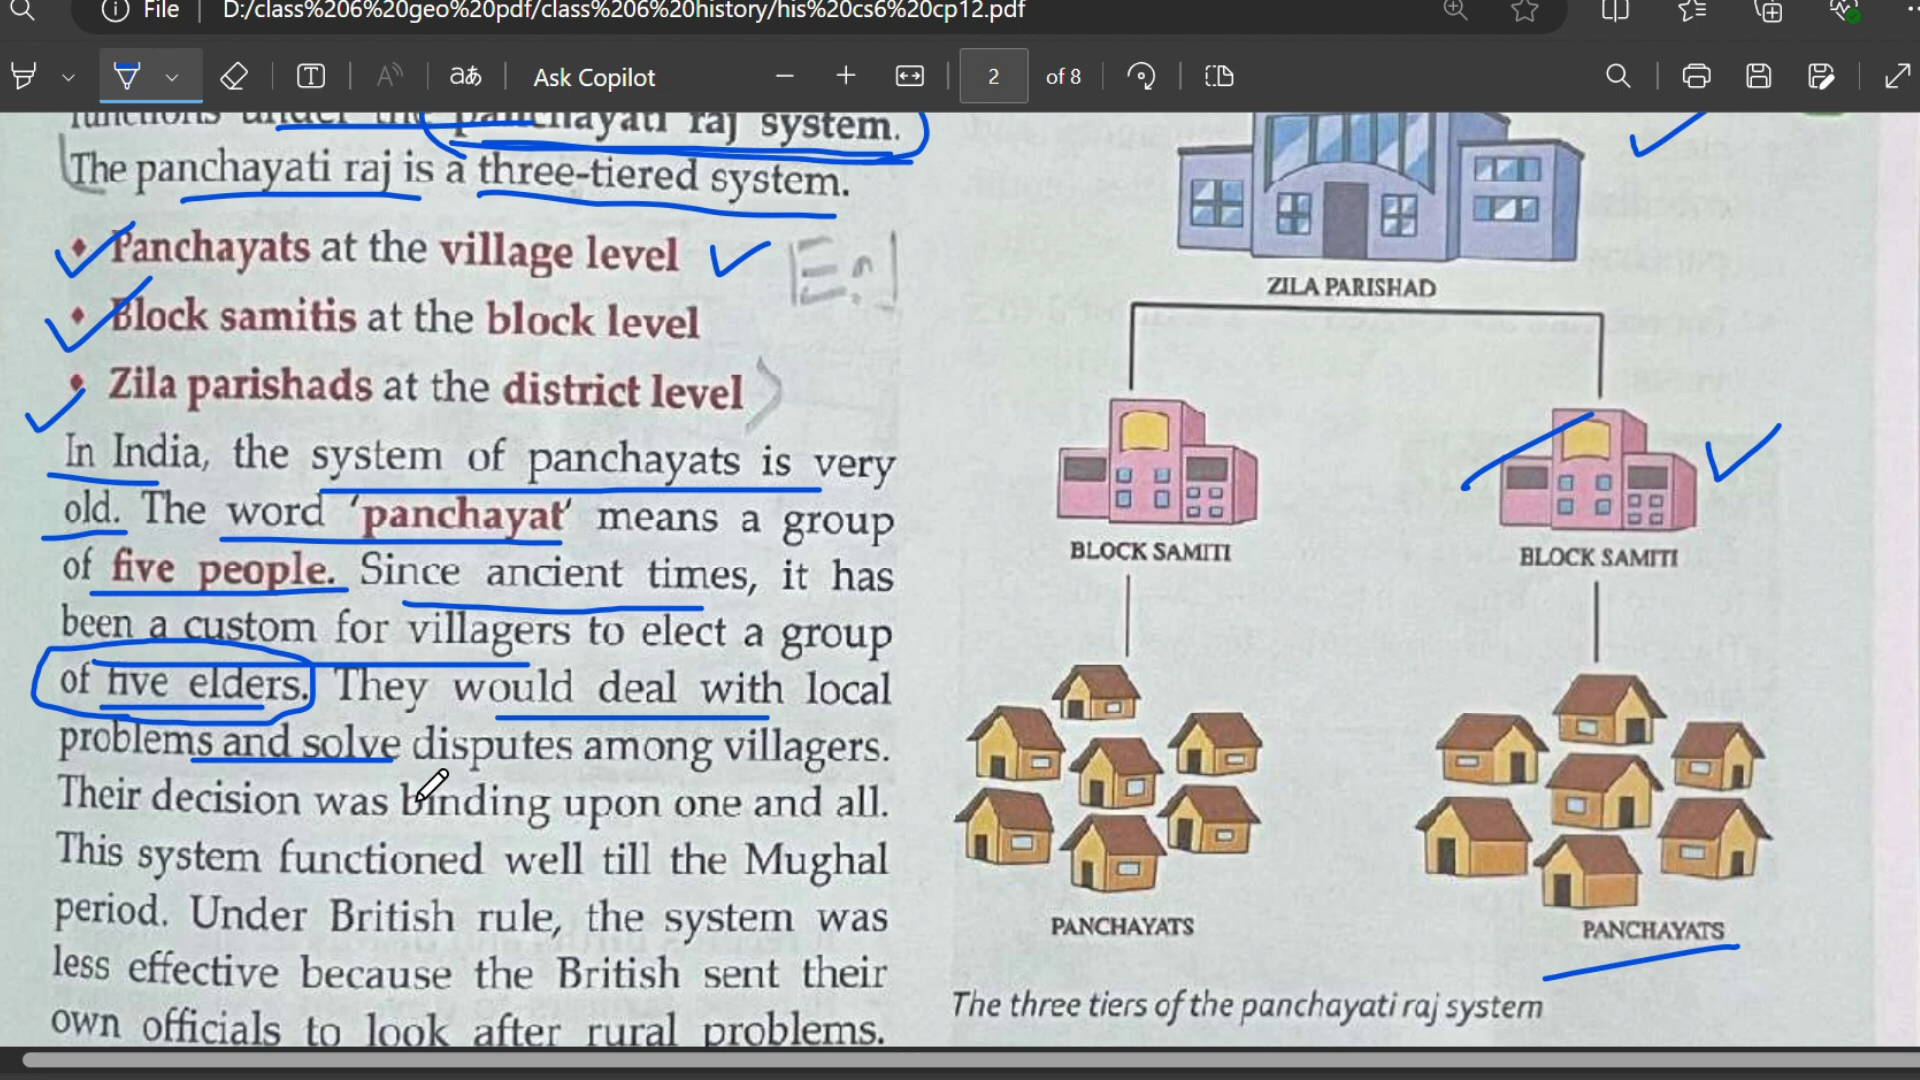 File
D:/class%206%20geo%20pdf/class%206%20history/his%20cs6%20cp12.pdf
Ask Copilot
2 of 8
functions under the panchayati raj system.
The panchayati raj is a three-tiered system.
♦ Panchayats at the village level
♦ Block samitis at the block level
♦ Zila parishads at the district level
In India, the system of panchayats is very
old. The word 'panchayat' means a group
of five people. Since ancient times, it has
been a custom for villagers to elect a group
of five elders. They would deal with local
problems and solve disputes among villagers.
Their decision was binding upon one and all.
This system functioned well till the Mughal
period. Under British rule, the system was
less effective because the British sent their
own officials to look after rural problems.
ZILA PARISHAD
BLOCK SAMITI
BLOCK SAMITI
PANCHAYATS
PANCHAYATS
The three tiers of the panchayati raj system